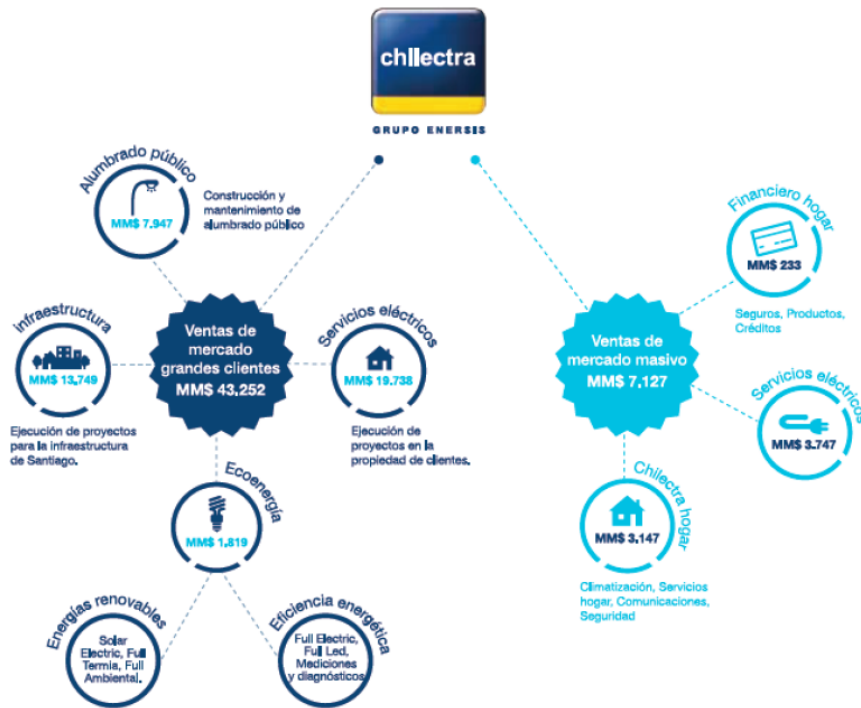 chilectra
GRUPO ENERSIS
Alumbrado público
MM$ 7.947
Construcción y
mantenimiento de
alumbrado público
infraestructura
MM$ 13,749
Ejecución de proyectos
para la infraestructura
de Santiago.
Ventas de
mercado
grandes clientes
MM$ 43.252
Servicios eléctricos
MM$ 19.738
Ejecución de
proyectos en la
propiedad de clientes.
Ecoenergía
MM$ 1,819
Energías renovables
Solar
Electric, Full
Termia, Full
Ambiental.
Eficiencia energética
Full Electric,
Full Led,
Mediciones
y diagnósticos
Ventas de
mercado masivo
MM$ 7,127
Financiero hogar
MM$ 233
Seguros, Productos,
Créditos
Servicios eléctricos
MM$ 3.747
Chilectra hogar
MM$ 3.147
Climatización, Servicios
hogar, Comunicaciones,
Seguridad